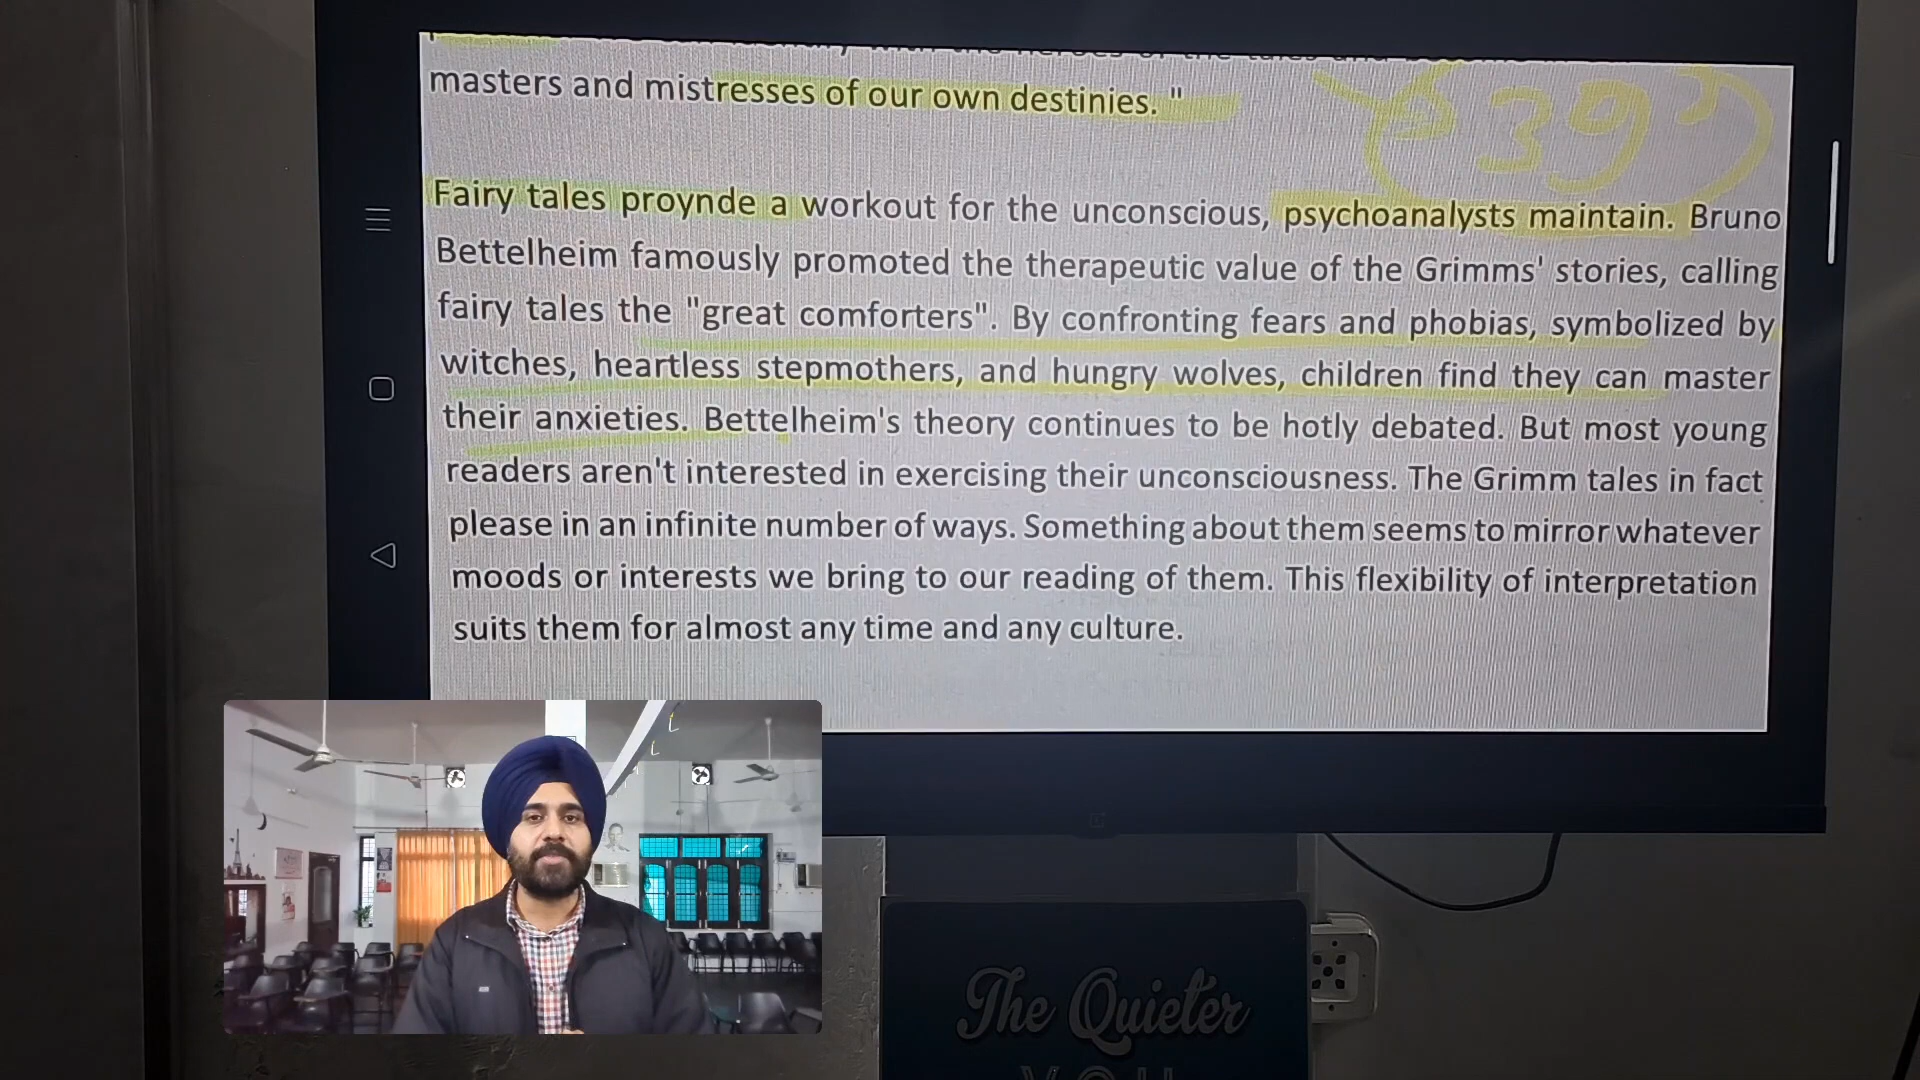 masters and mistresses of our own destinies. "
39
Fairy tales proynde a workout for the unconscious, psychoanalysts maintain. Bruno
Bettelheim famously promoted the therapeutic value of the Grimms' stories, calling
fairy tales the "great comforters". By confronting fears and phobias, symbolized by
witches, heartless stepmothers, and hungry wolves, children find they can master
their anxieties. Bettelheim's theory continues to be hotly debated. But most young
readers aren't interested in exercising their unconsciousness. The Grimm tales in fact
please in an infinite number of ways. Something about them seems to mirror whatever
moods or interests we bring to our reading of them. This flexibility of interpretation
suits them for almost any time and any culture.
The Quieter
YOU